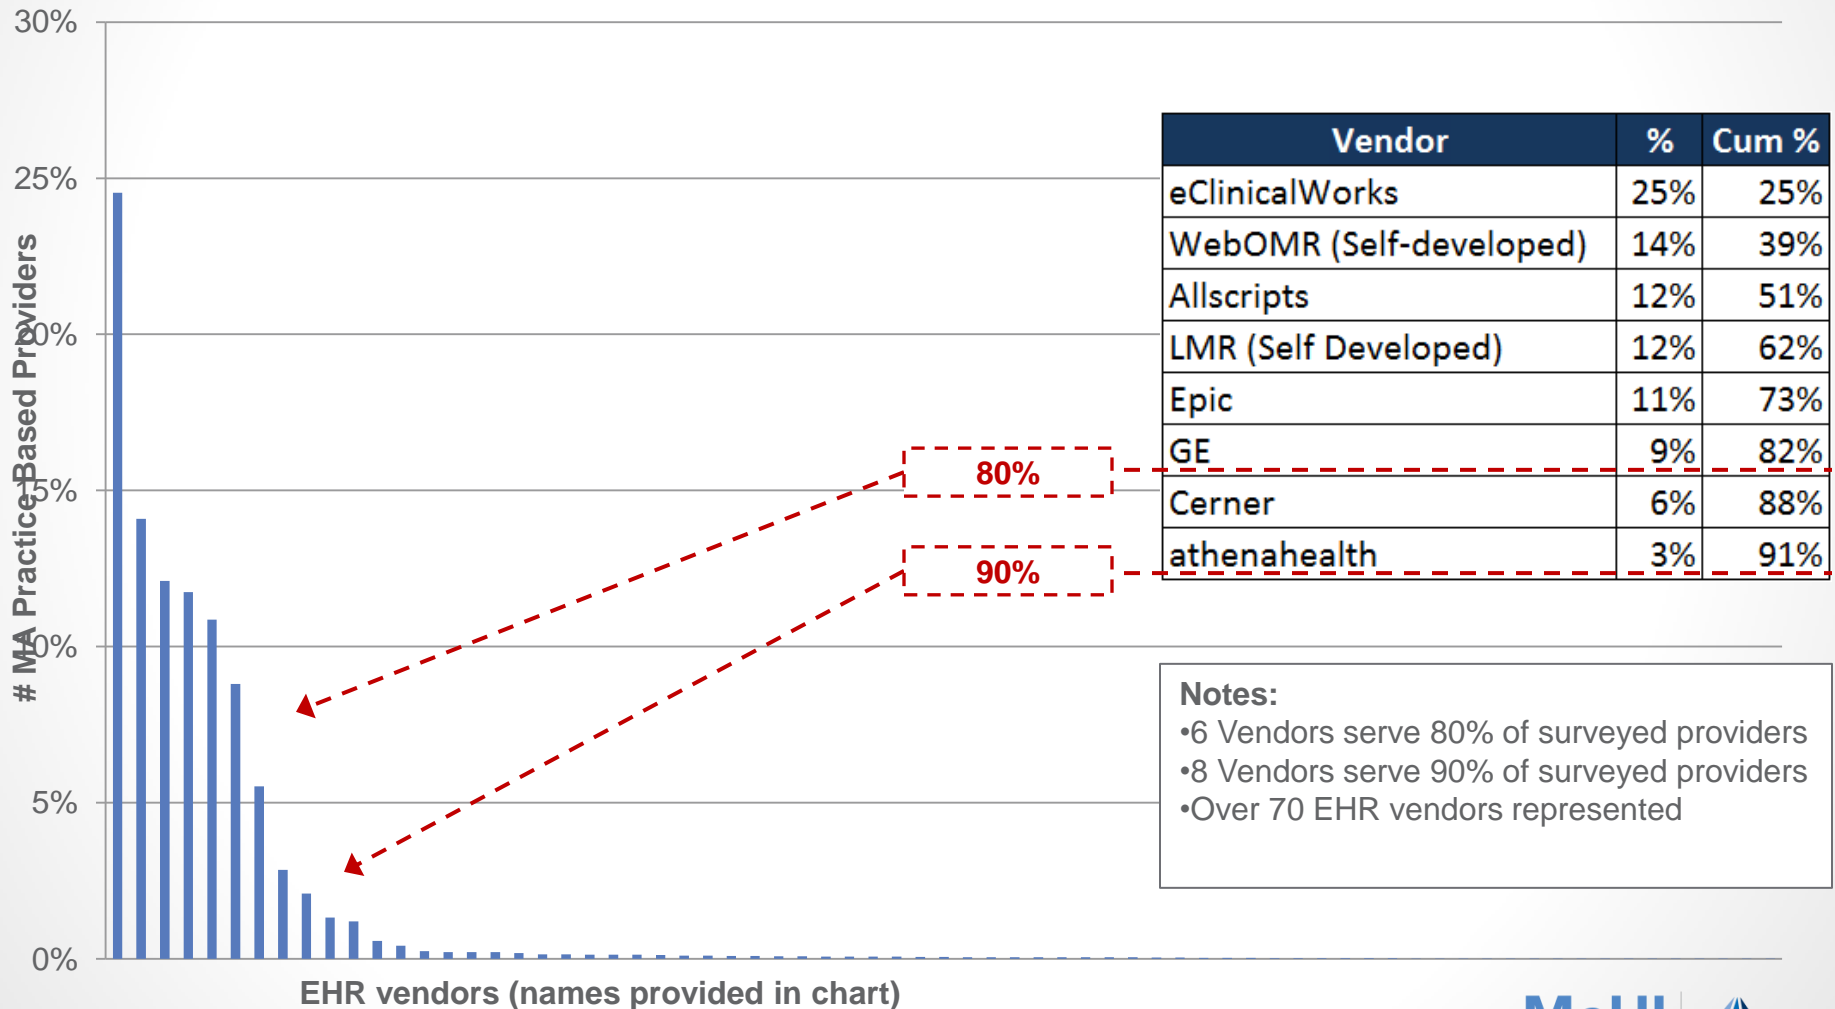 30%
25%
20%
15%
10%
5%
0%
# MA Practice Based Providers
EHR vendors (names provided in chart)
80%
90%
Vendor % Cum %
eClinicalWorks 25% 25%
WebOMR (Self-developed) 14% 39%
Allscripts 12% 51%
LMR (Self Developed) 12% 62%
Epic 11% 73%
GE 9% 82%
Cerner 6% 88%
athenahealth 3% 91%
Notes:
•6 Vendors serve 80% of surveyed providers
•8 Vendors serve 90% of surveyed providers
•Over 70 EHR vendors represented